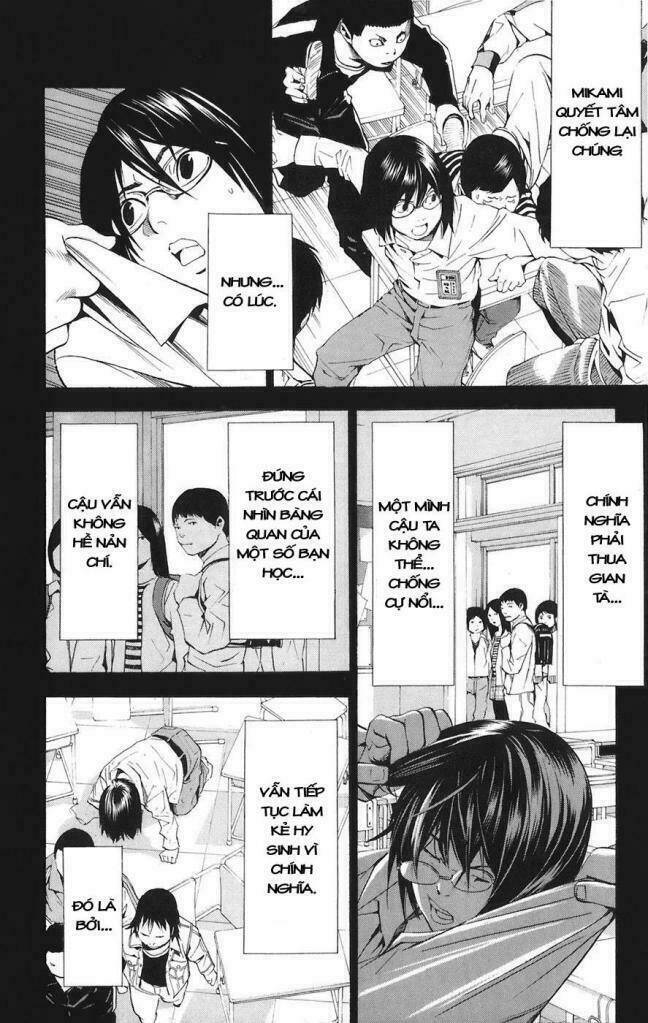 MIKAMI
QUYẾT TÂM
CHỐNG LẠI
CHÚNG.
NHƯNG...
CÓ LÚC.
CHÍNH
NGHĨA
PHẢI
THUA
GIAN
TÀ...
MỘT MÌNH
CẬU TA
KHÔNG
THỂ...
CHỐNG
CỰ NỔI...
ĐỨNG
TRƯỚC CÁI
NHÌN BÀNG
QUAN CỦA
MỘT SỐ BẠN
HỌC...
CẬU VẪN
KHÔNG
HỀ NẢN
CHÍ.
VẪN TIẾP
TỤC LÀM
KẺ HY
SINH VÌ
CHÍNH
NGHĨA.
ĐÓ LÀ
BỞI...